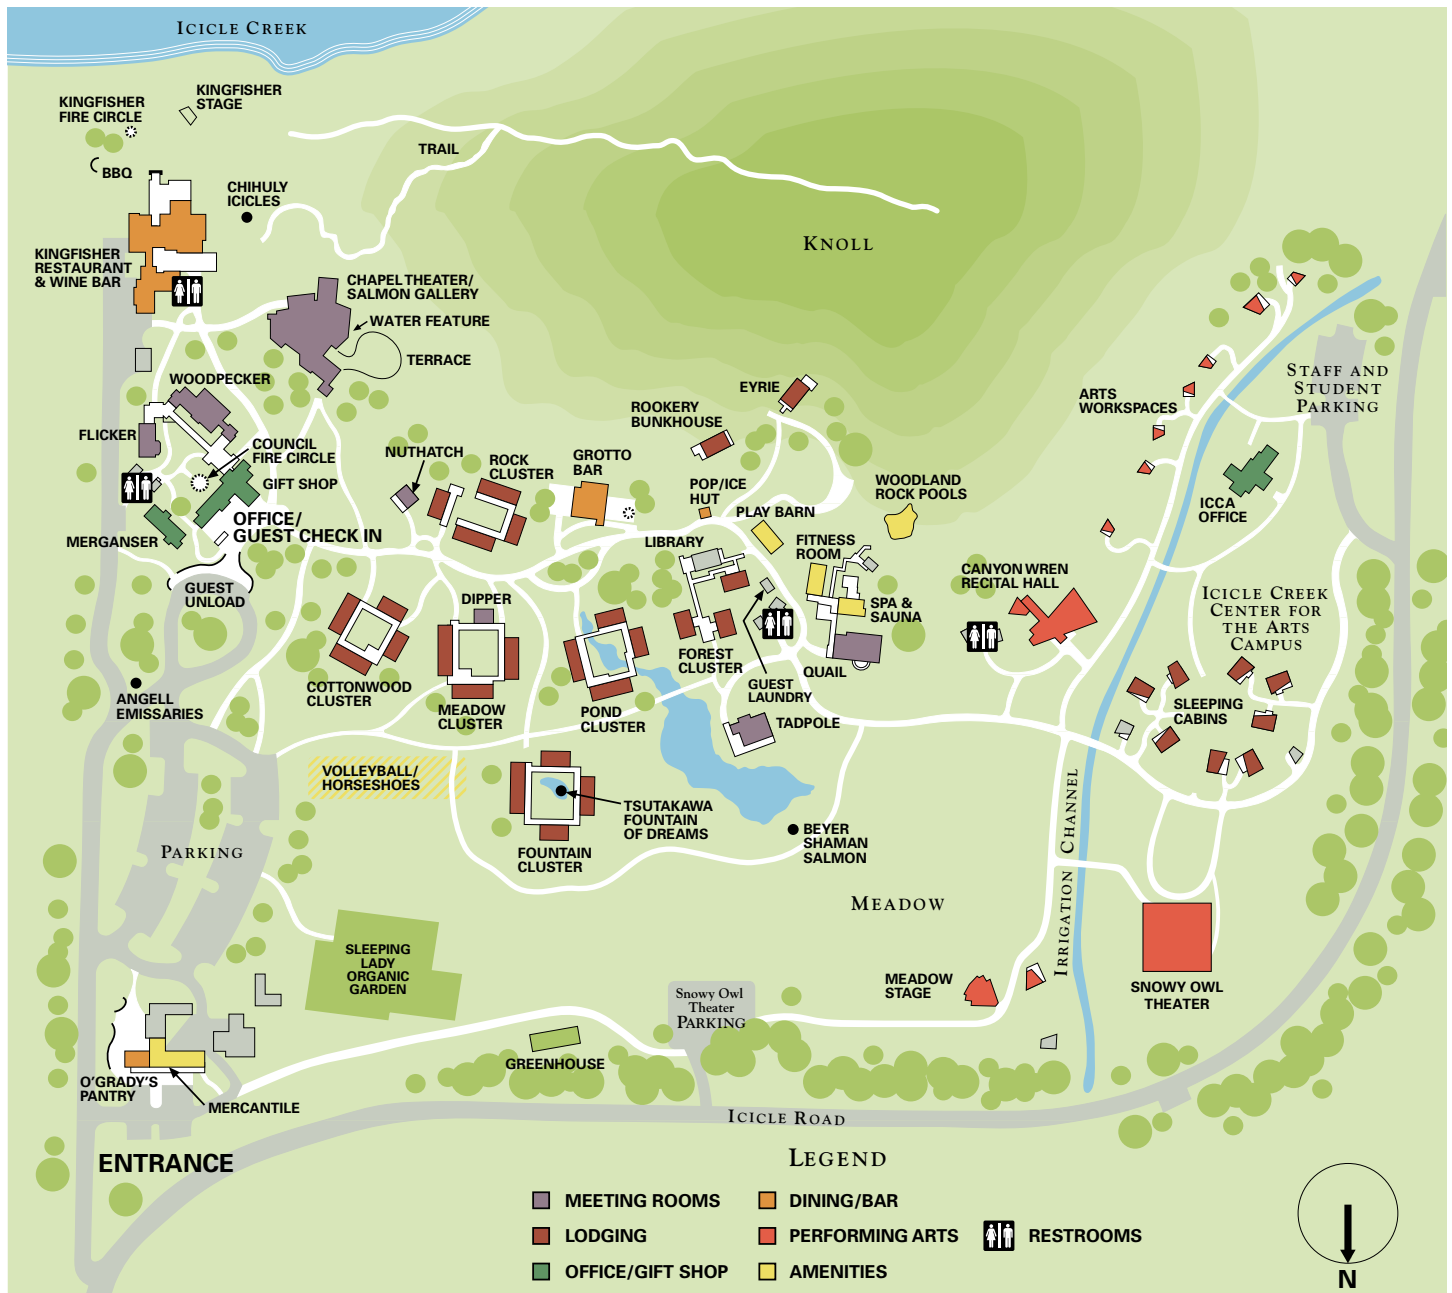 ICICLE CREEK
KINGFISHER
FIRE CIRCLE
KINGFISHER
STAGE
BBQ
TRAIL
CHIHULY
ICICLES
KNOLL
KINGFISHER
RESTAURANT
& WINE BAR
CHAPEL THEATER/
SALMON GALLERY
WATER FEATURE
TERRACE
WOODPECKER
FLICKER
COUNCIL
FIRE CIRCLE
GIFT SHOP
OFFICE/
GUEST CHECK IN
MERGANSER
GUEST
UNLOAD
NUTHATCH
ROCK
CLUSTER
GROTTO
BAR
ROOKERY
BUNKHOUSE
EYRIE
POP/ICE
HUT
PLAY BARN
WOODLAND
ROCK POOLS
LIBRARY
FITNESS
ROOM
SPA &
SAUNA
ARTS
WORKSPACES
STAFF AND
STUDENT
PARKING
ICCA
OFFICE
CANYON WREN
RECITAL HALL
ICICLE CREEK
CENTER FOR
THE ARTS
CAMPUS
DIPPER
COTTONWOOD
CLUSTER
MEADOW
CLUSTER
POND
CLUSTER
FOREST
CLUSTER
GUEST
LAUNDRY
QUAIL
TADPOLE
SLEEPING
CABINS
ANGELL
EMISSARIES
VOLLEYBALL/
HORSESHOES
TSUTAKAWA
FOUNTAIN
OF DREAMS
FOUNTAIN
CLUSTER
BEYER
SHAMAN
SALMON
IRRIGATION CHANNEL
PARKING
MEADOW
SLEEPING
LADY
ORGANIC
GARDEN
MEADOW
STAGE
SNOWY OWL
THEATER
Snowy Owl
Theater
PARKING
GREENHOUSE
O'GRADY'S
PANTRY
MERCANTILE
ICICLE ROAD
ENTRANCE
LEGEND
MEETING ROOMS
LODGING
OFFICE/GIFT SHOP
DINING/BAR
PERFORMING ARTS
AMENITIES
RESTROOMS
N